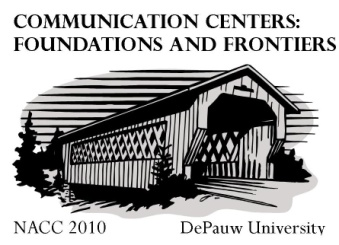 COMMUNICATION CENTERS:
FOUNDATIONS AND FRONTIERS
NACC 2010 DePauw University